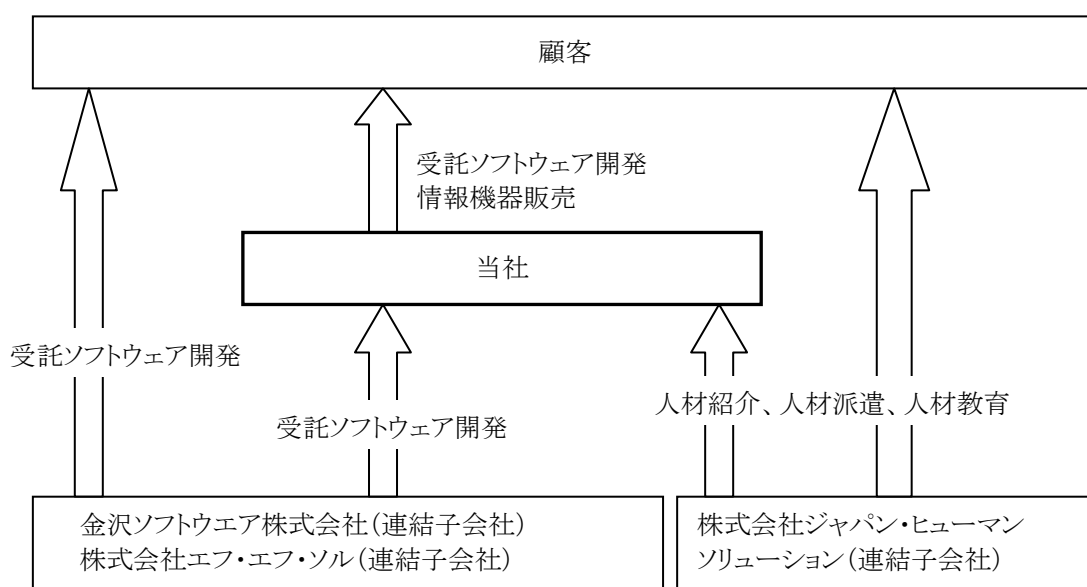 顧客
受託ソフトウェア開発
情報機器販売
当社
受託ソフトウェア開発
受託ソフトウェア開発
人材紹介、人材派遣、人材教育
金沢ソフトウエア株式会社(連結子会社)
株式会社エフ・エフ・ソル(連結子会社)
株式会社ジャパン・ヒューマン
ソリューション(連結子会社)